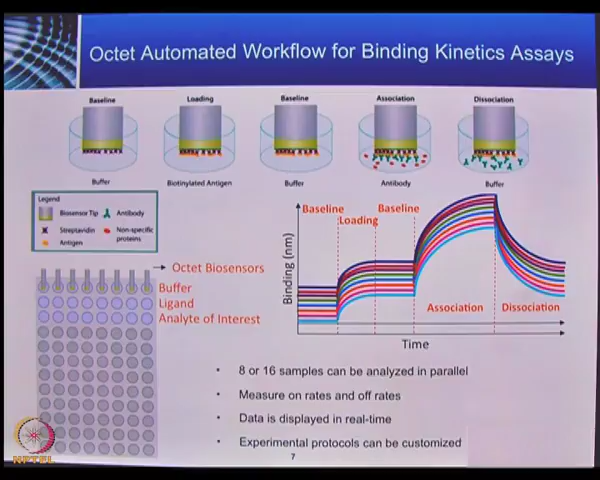 Octet Automated Workflow for Binding Kinetics Assays
Baseline
Loading
Baseline
Association
Dissociation
Buffer
Biotinylated Antigen
Buffer
Antibody
Buffer
Legend
Biosensor Tip
Antibody
Streptavidin
Non-specific proteins
Antigen
Octet Biosensors
Buffer
Ligand
Analyte of Interest
Baseline
Loading
Baseline
Association
Dissociation
Binding (nm)
Time
• 8 or 16 samples can be analyzed in parallel
• Measure on rates and off rates
• Data is displayed in real-time
• Experimental protocols can be customized
7
NPTEL